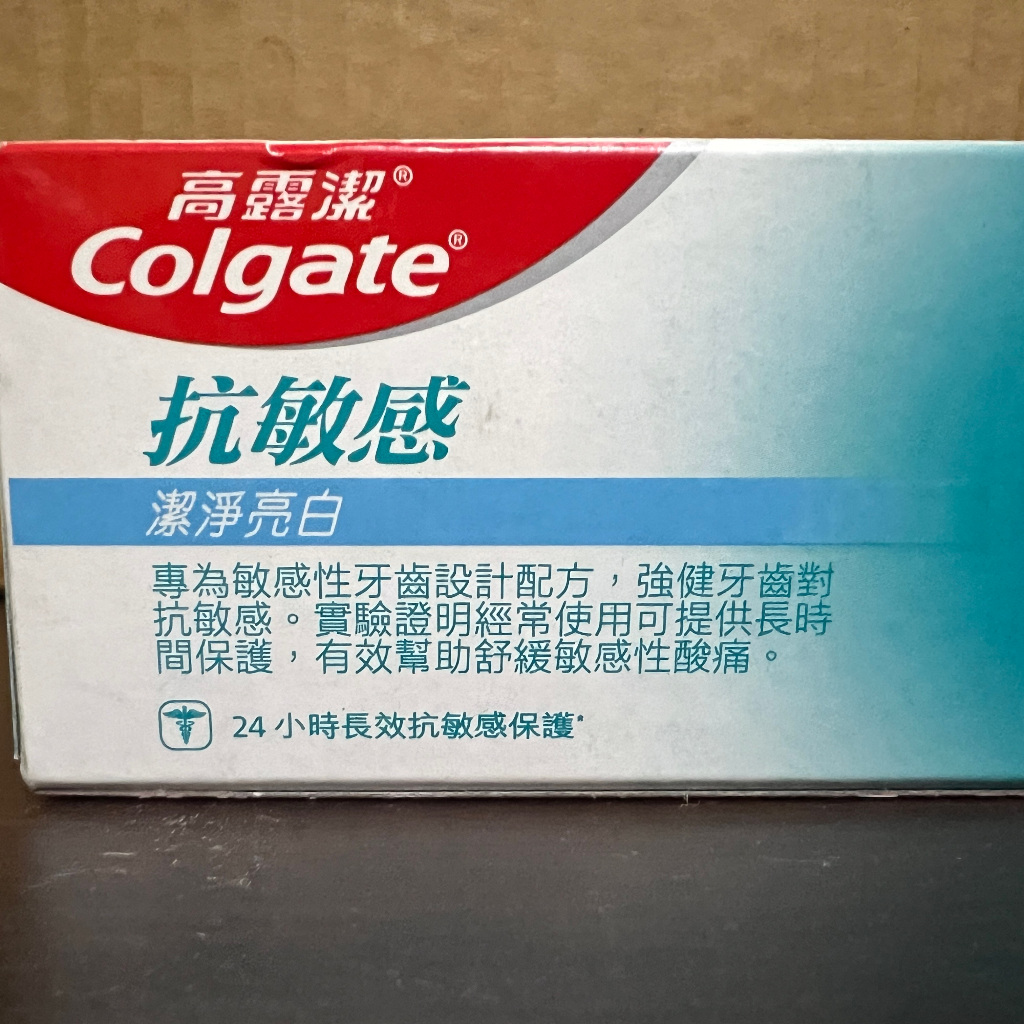 高露潔®
Colgate®
抗敏感
潔淨亮白
專為敏感性牙齒設計配方，強健牙齒對
抗敏感。實驗證明經常使用可提供長時
間保護，有效幫助舒緩敏感性酸痛。
24 小時長效抗敏感保護*